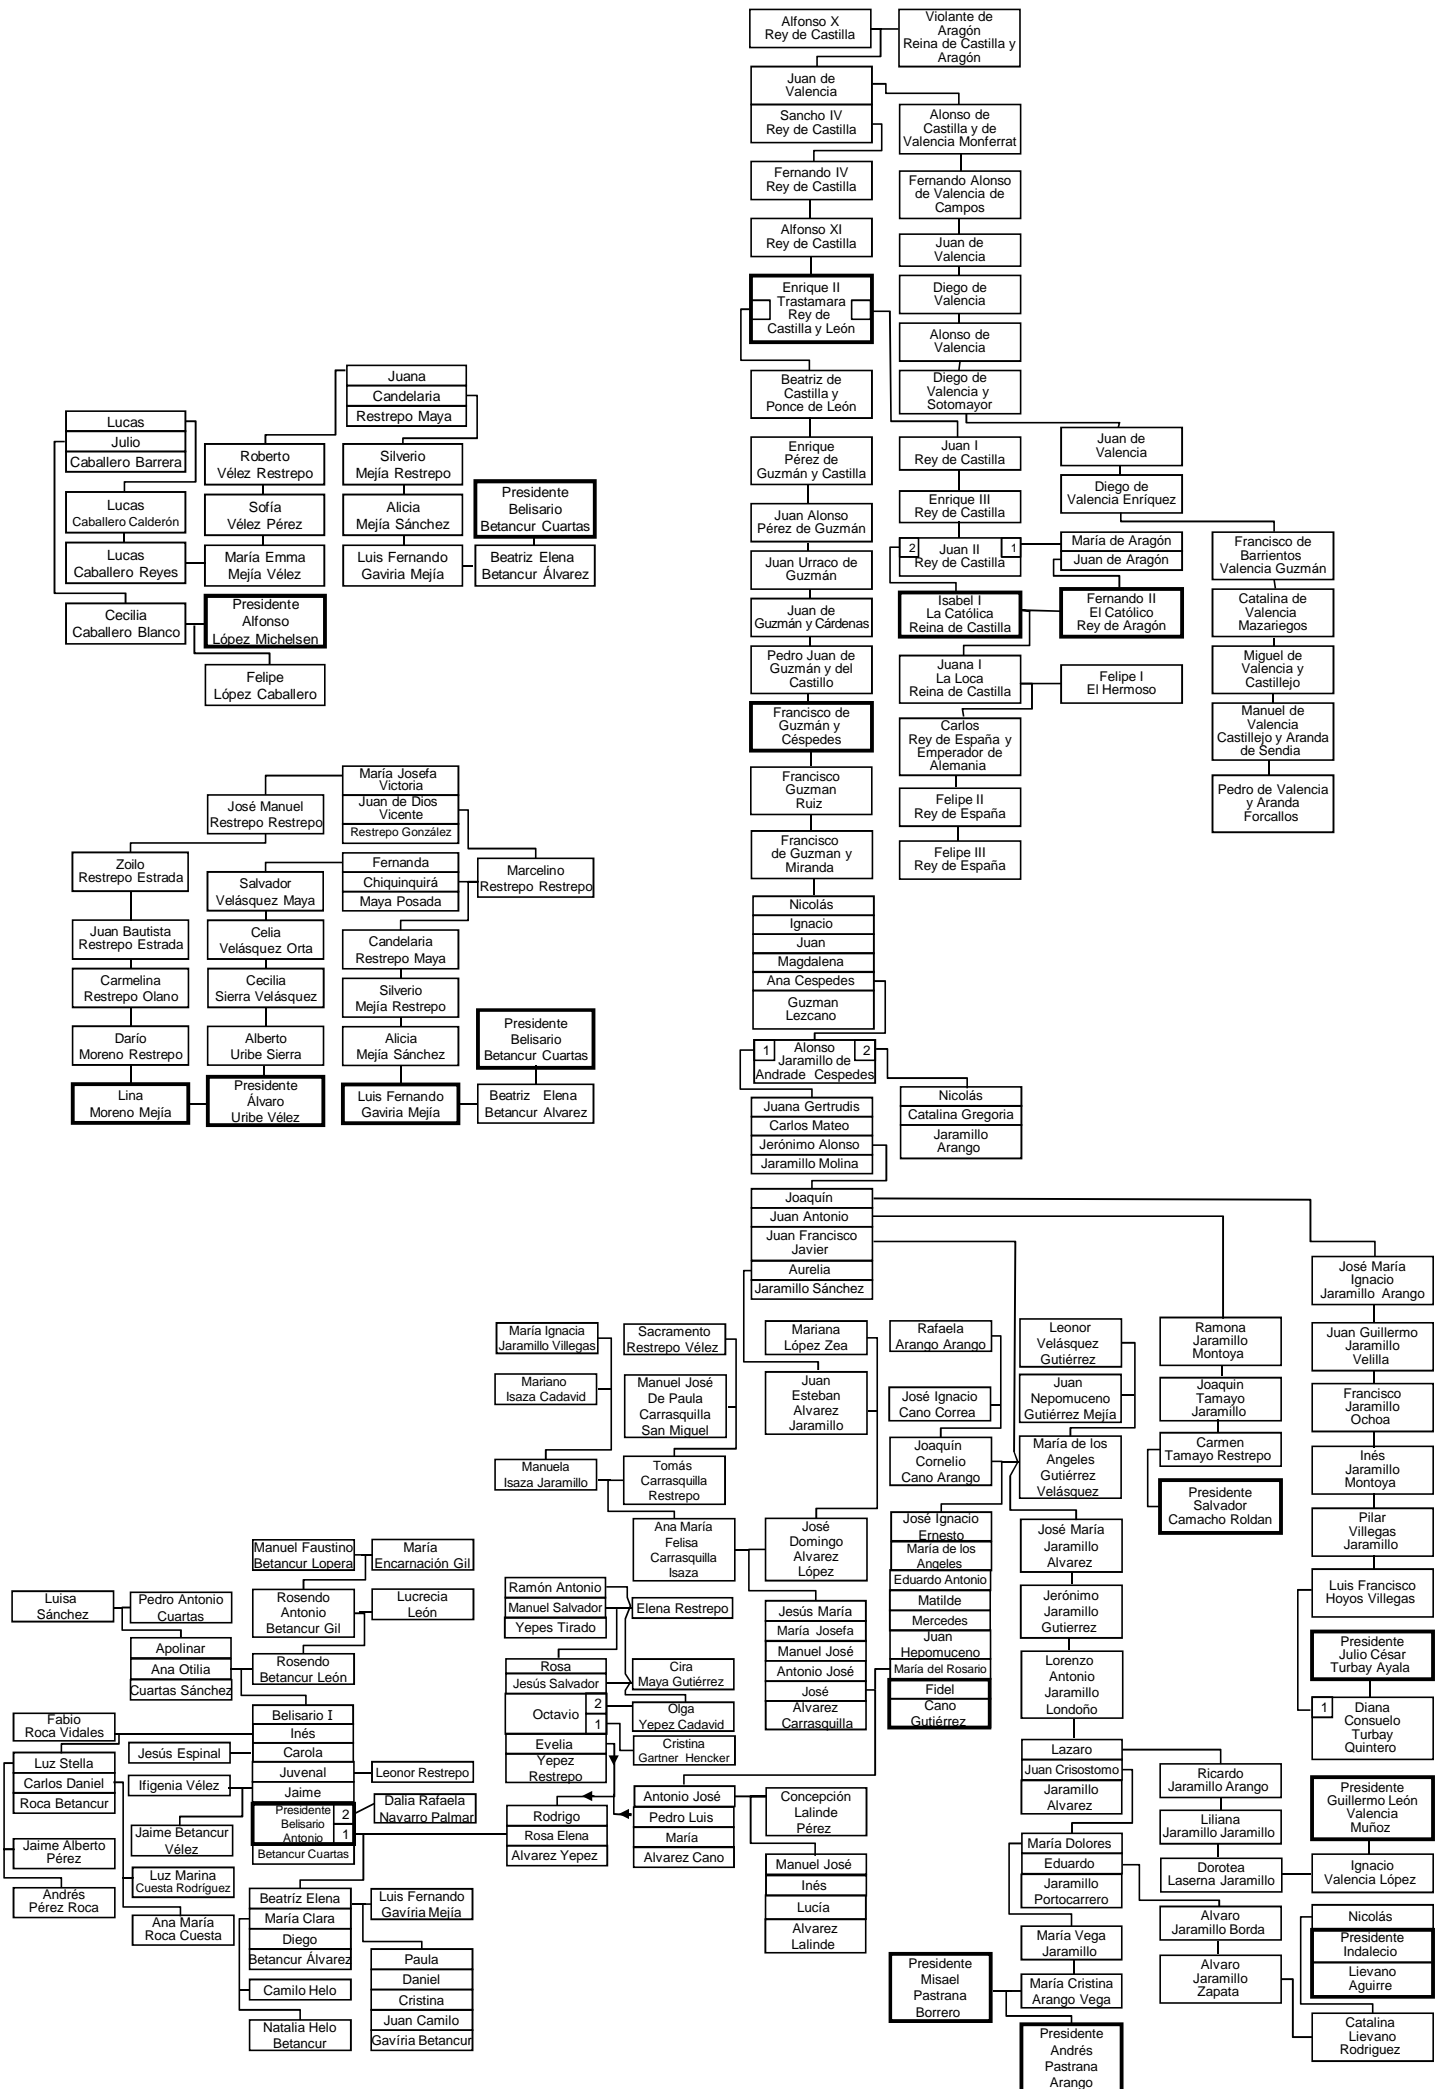 Alfonso X
Rey de Castilla
Violante de
Aragón
Reina de Castilla y
Aragón
Juan de
Valencia
Sancho IV
Rey de Castilla
Alonso de
Castilla y de
Valencia Monferrat
Fernando IV
Rey de Castilla
Fernando Alonso
de Valencia de
Campos
Alfonso XI
Rey de Castilla
Juan de
Valencia
Enrique II
Trastamara
Rey de
Castilla y León
Diego de
Valencia
Alonso de
Valencia
Beatriz de
Castilla y
Ponce de León
Diego de
Valencia y
Sotomayor
Enrique
Pérez de
Guzmán y Castilla
Juan I
Rey de Castilla
Juan de
Valencia
Juan Alonso
Pérez de Guzmán
Enrique III
Rey de Castilla
Diego de
Valencia Enríquez
Juan Urraco de
Guzmán
2
Juan II
Rey de Castilla
1
María de Aragón
Juan de Aragón
Francisco de
Barrientos
Valencia Guzmán
Juan de
Guzmán y Cárdenas
Isabel I
La Católica
Reina de Castilla
Fernando II
El Católico
Rey de Aragón
Catalina de
Valencia
Mazariegos
Pedro Juan de
Guzmán y del
Castillo
Juana I
La Loca
Reina de Castilla
Felipe I
El Hermoso
Miguel de
Valencia y
Castillejo
Francisco de
Guzmán y
Céspedes
Carlos
Rey de España y
Emperador de
Alemania
Manuel de
Valencia
Castillejo y Aranda
de Sendia
Francisco
Guzman
Ruiz
Felipe II
Rey de España
Pedro de Valencia
y Aranda
Forcallos
Francisco
de Guzman y
Miranda
Felipe III
Rey de España
Juana
Candelaria
Restrepo Maya
Lucas
Julio
Caballero Barrera
Roberto
Vélez Restrepo
Silverio
Mejía Restrepo
Lucas
Caballero Calderón
Sofía
Vélez Pérez
Alicia
Mejía Sánchez
Presidente
Belisario
Betancur Cuartas
Lucas
Caballero Reyes
María Emma
Mejía Vélez
Luis Fernando
Gaviria Mejía
Beatriz Elena
Betancur Álvarez
Cecilia
Caballero Blanco
Presidente
Alfonso
López Michelsen
Felipe
López Caballero
María Josefa
Victoria
Juan de Dios
Vicente
Restrepo González
José Manuel
Restrepo Restrepo
Zoilo
Restrepo Estrada
Salvador
Velásquez Maya
Fernanda
Chiquinquirá
Maya Posada
Marcelino
Restrepo Restrepo
Juan Bautista
Restrepo Estrada
Celia
Velásquez Orta
Candelaria
Restrepo Maya
Carmelina
Restrepo Olano
Cecilia
Sierra Velásquez
Silverio
Mejía Restrepo
Darío
Moreno Restrepo
Alberto
Uribe Sierra
Alicia
Mejía Sánchez
Presidente
Belisario
Betancur Cuartas
Lina
Moreno Mejía
Presidente
Álvaro
Uribe Vélez
Luis Fernando
Gaviria Mejía
Beatriz Elena
Betancur Alvarez
Nicolás
Ignacio
Juan
Magdalena
Ana Cespedes
Guzman
Lezcano
1
Alonso
Jaramillo de
Andrade Cespedes
2
Juana Gertrudis
Carlos Mateo
Jerónimo Alonso
Jaramillo Molina
Nicolás
Catalina Gregoria
Jaramillo
Arango
Joaquín
Juan Antonio
Juan Francisco
Javier
Aurelia
Jaramillo Sánchez
José María
Ignacio
Jaramillo Arango
María Ignacia
Jaramillo Villegas
Sacramento
Restrepo Vélez
Mariana
López Zea
Rafaela
Arango Arango
Leonor
Velásquez
Gutiérrez
Ramona
Jaramillo
Montoya
Juan Guillermo
Jaramillo
Velilla
Mariano
Isaza Cadavid
Manuel José
De Paula
Carrasquilla
San Miguel
Juan
Esteban
Alvarez
Jaramillo
José Ignacio
Cano Correa
Juan
Nepomuceno
Gutiérrez Mejía
Joaquin
Tamayo
Jaramillo
Francisco
Jaramillo
Ochoa
Manuela
Isaza Jaramillo
Tomás
Carrasquilla
Restrepo
Joaquín
Cornelio
Cano Arango
María de los
Angeles
Gutiérrez
Velásquez
Carmen
Tamayo Restrepo
Inés
Jaramillo
Montoya
Presidente
Salvador
Camacho Roldan
Ana María
Felisa
Carrasquilla
Isaza
José
Domingo
Alvarez
López
José Ignacio
Ernesto
María de los
Angeles
Eduardo Antonio
Matilde
Mercedes
Juan
Hepomuceno
María del Rosario
Fidel
Cano
Gutiérrez
José María
Jaramillo
Alvarez
Pilar
Villegas
Jaramillo
Manuel Faustino
Betancur Lopera
María
Encarnación Gil
Luisa
Sánchez
Pedro Antonio
Cuartas
Rosendo
Antonio
Betancur Gil
Lucrecia
León
Ramón Antonio
Manuel Salvador
Yepes Tirado
Elena Restrepo
Jesús María
María Josefa
Manuel José
Antonio José
José
Alvarez
Carrasquilla
Jerónimo
Jaramillo
Gutierrez
Luis Francisco
Hoyos Villegas
Apolinar
Ana Otilia
Cuartas Sánchez
Rosendo
Betancur León
Rosa
Jesús Salvador
Octavio
2
1
Evelia
Yepez
Restrepo
Cira
Maya Gutiérrez
Olga
Yepez Cadavid
Cristina
Gartner Hencker
Lorenzo
Antonio
Jaramillo
Londoño
Presidente
Julio César
Turbay Ayala
1
Diana
Consuelo
Turbay
Quintero
Fabio
Roca Vidales
Belisario I
Inés
Carola
Juvenal
Jaime
Presidente
Belisario
Antonio
2
1
Betancur Cuartas
Jesús Espinal
Luz Stella
Carlos Daniel
Roca Betancur
Ifigenia Vélez
Leonor Restrepo
Dalia Rafaela
Navarro Palmar
Jaime Betancur
Vélez
Jaime Alberto
Pérez
Luz Marina
Cuesta Rodríguez
Andrés
Pérez Roca
Ana María
Roca Cuesta
Rodrigo
Rosa Elena
Alvarez Yepez
Antonio José
Pedro Luis
María
Alvarez Cano
Concepción
Lalinde
Pérez
Manuel José
Inés
Lucía
Alvarez
Lalinde
Lazaro
Juan Crisostomo
Jaramillo
Alvarez
Ricardo
Jaramillo Arango
Presidente
Guillermo León
Valencia
Muñoz
Liliana
Jaramillo Jaramillo
María Dolores
Eduardo
Jaramillo
Portocarrero
Dorotea
Laserna Jaramillo
Ignacio
Valencia López
Beatríz Elena
María Clara
Diego
Betancur Álvarez
Luis Fernando
Gavíria Mejía
Paula
Daniel
Cristina
Juan Camilo
Gavíria Betancur
Camilo Helo
Natalia Helo
Betancur
Alvaro
Jaramillo Borda
Nicolás
Presidente
Indalecio
Lievano
Aguirre
María Vega
Jaramillo
Presidente
Misael
Pastrana
Borrero
María Cristina
Arango Vega
Alvaro
Jaramillo
Zapata
Catalina
Lievano
Rodriguez
Presidente
Andrés
Pastrana
Arango